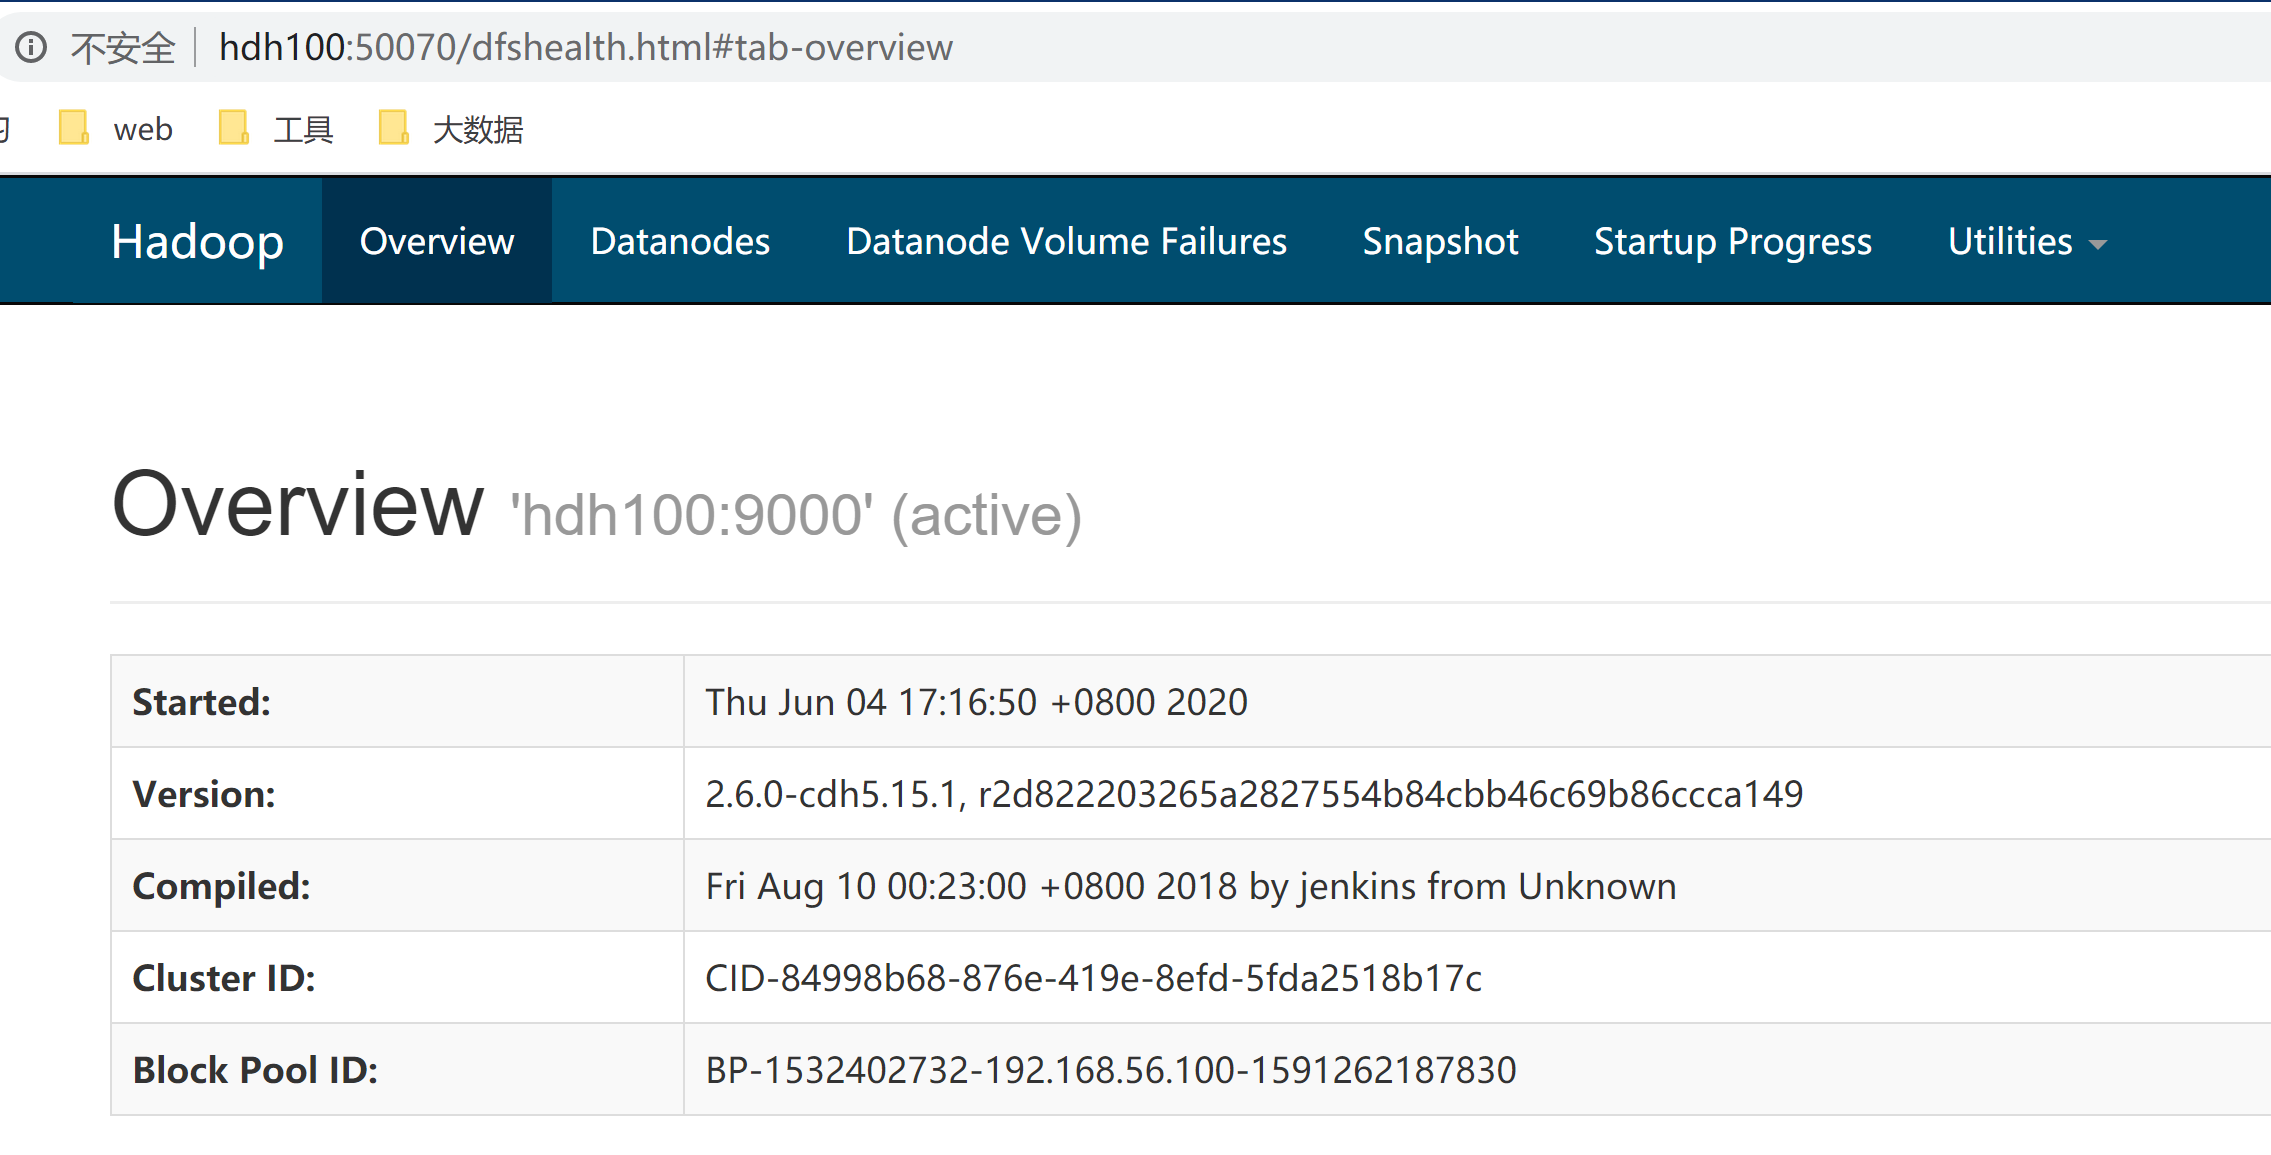 不安全 hdh100:50070/dfshealth.html#tab-overview
web 工具 大数据
Hadoop Overview Datanodes Datanode Volume Failures Snapshot Startup Progress Utilities
Overview 'hdh100:9000' (active)
Started: Thu Jun 04 17:16:50 +0800 2020
Version: 2.6.0-cdh5.15.1, r2d822203265a2827554b84cbb46c69b86ccca149
Compiled: Fri Aug 10 00:23:00 +0800 2018 by jenkins from Unknown
Cluster ID: CID-84998b68-876e-419e-8efd-5fda2518b17c
Block Pool ID: BP-1532402732-192.168.56.100-1591262187830